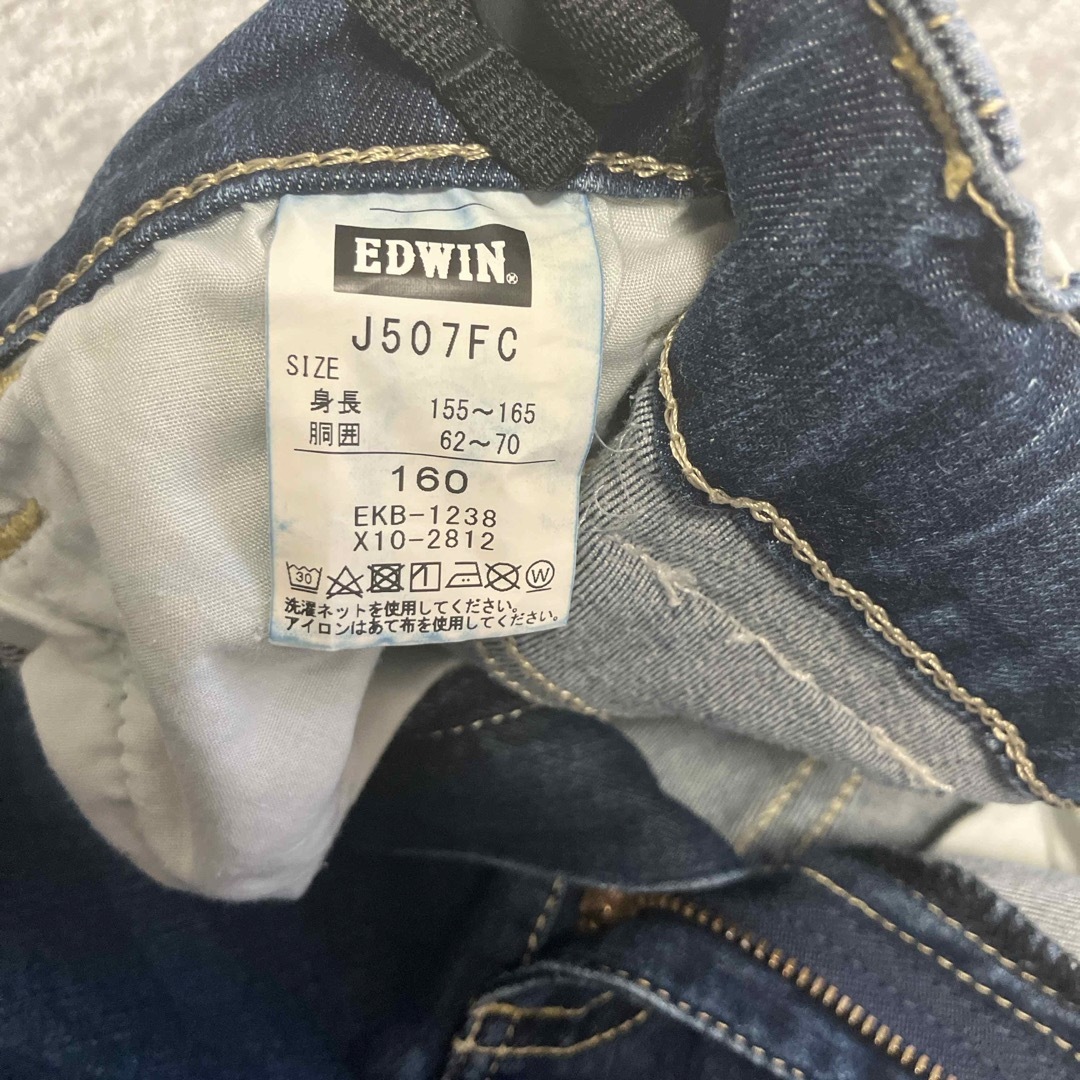 EDWIN®
J507FC
SIZE
身長 155～165
胴囲 62～70
160
EKB-1238
X10-2812
30 W
洗濯ネットを使用してください。
アイロンはあて布を使用してください。